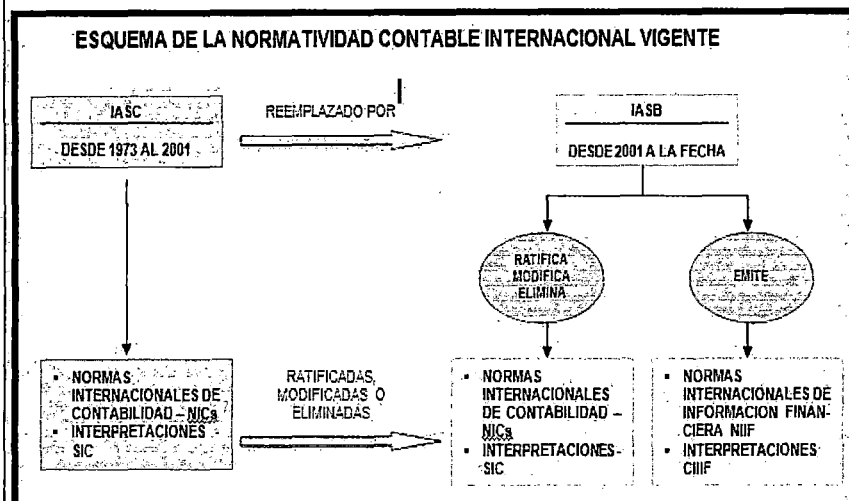 ESQUEMA DE LA NORMATIVIDAD CONTABLE INTERNACIONAL VIGENTE
IASC
DESDE 1973 AL 2001
REEMPLAZADO POR
IASB
DESDE 2001 A LA FECHA
RATIFICA
MODIFICA
ELIMINA
EMITE
▪ NORMAS
INTERNACIONALES DE
CONTABILIDAD – NICs
▪ INTERPRETACIONES -
SIC
RATIFICADAS,
MODIFICADAS O
ELIMINADAS
▪ NORMAS
INTERNACIONALES
DE CONTABILIDAD –
NICs
▪ INTERPRETACIONES-
SIC
▪ NORMAS
INTERNACIONALES DE
INFORMACION FINAN-
CIERA NIIF
▪ INTERPRETACIONES
CIIIF